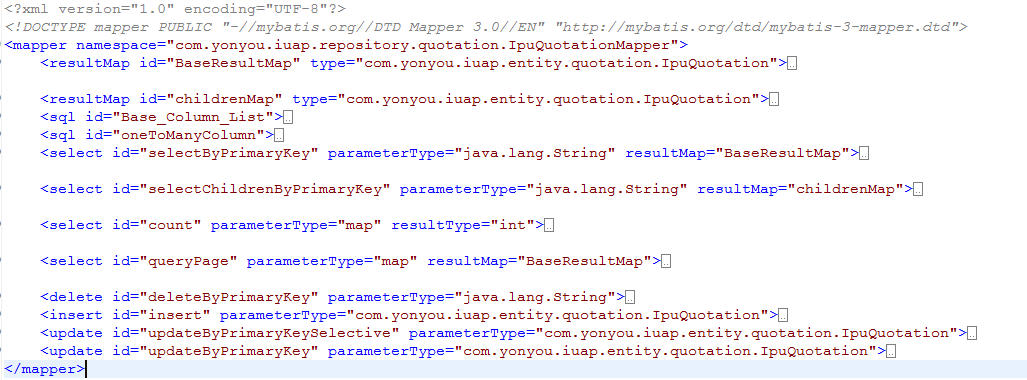 <?xml version="1.0" encoding="UTF-8"?>
<!DOCTYPE mapper PUBLIC "-//mybatis.org//DTD Mapper 3.0//EN" "http://mybatis.org/dtd/mybatis-3-mapper.dtd">
<mapper namespace="com.yonyou.iuap.repository.quotation.IpuQuotationMapper">
<resultMap id="BaseResultMap" type="com.yonyou.iuap.entity.quotation.IpuQuotation">
<resultMap id="childrenMap" type="com.yonyou.iuap.entity.quotation.IpuQuotation">
<sql id="Base_Column_List">
<sql id="oneToManyColumn">
<select id="selectByPrimaryKey" parameterType="java.lang.String" resultMap="BaseResultMap">
<select id="selectChildrenByPrimaryKey" parameterType="java.lang.String" resultMap="childrenMap">
<select id="count" parameterType="map" resultType="int">
<select id="queryPage" parameterType="map" resultMap="BaseResultMap">
<delete id="deleteByPrimaryKey" parameterType="java.lang.String">
<insert id="insert" parameterType="com.yonyou.iuap.entity.quotation.IpuQuotation">
<update id="updateByPrimaryKeySelective" parameterType="com.yonyou.iuap.entity.quotation.IpuQuotation">
<update id="updateByPrimaryKey" parameterType="com.yonyou.iuap.entity.quotation.IpuQuotation">
</mapper>